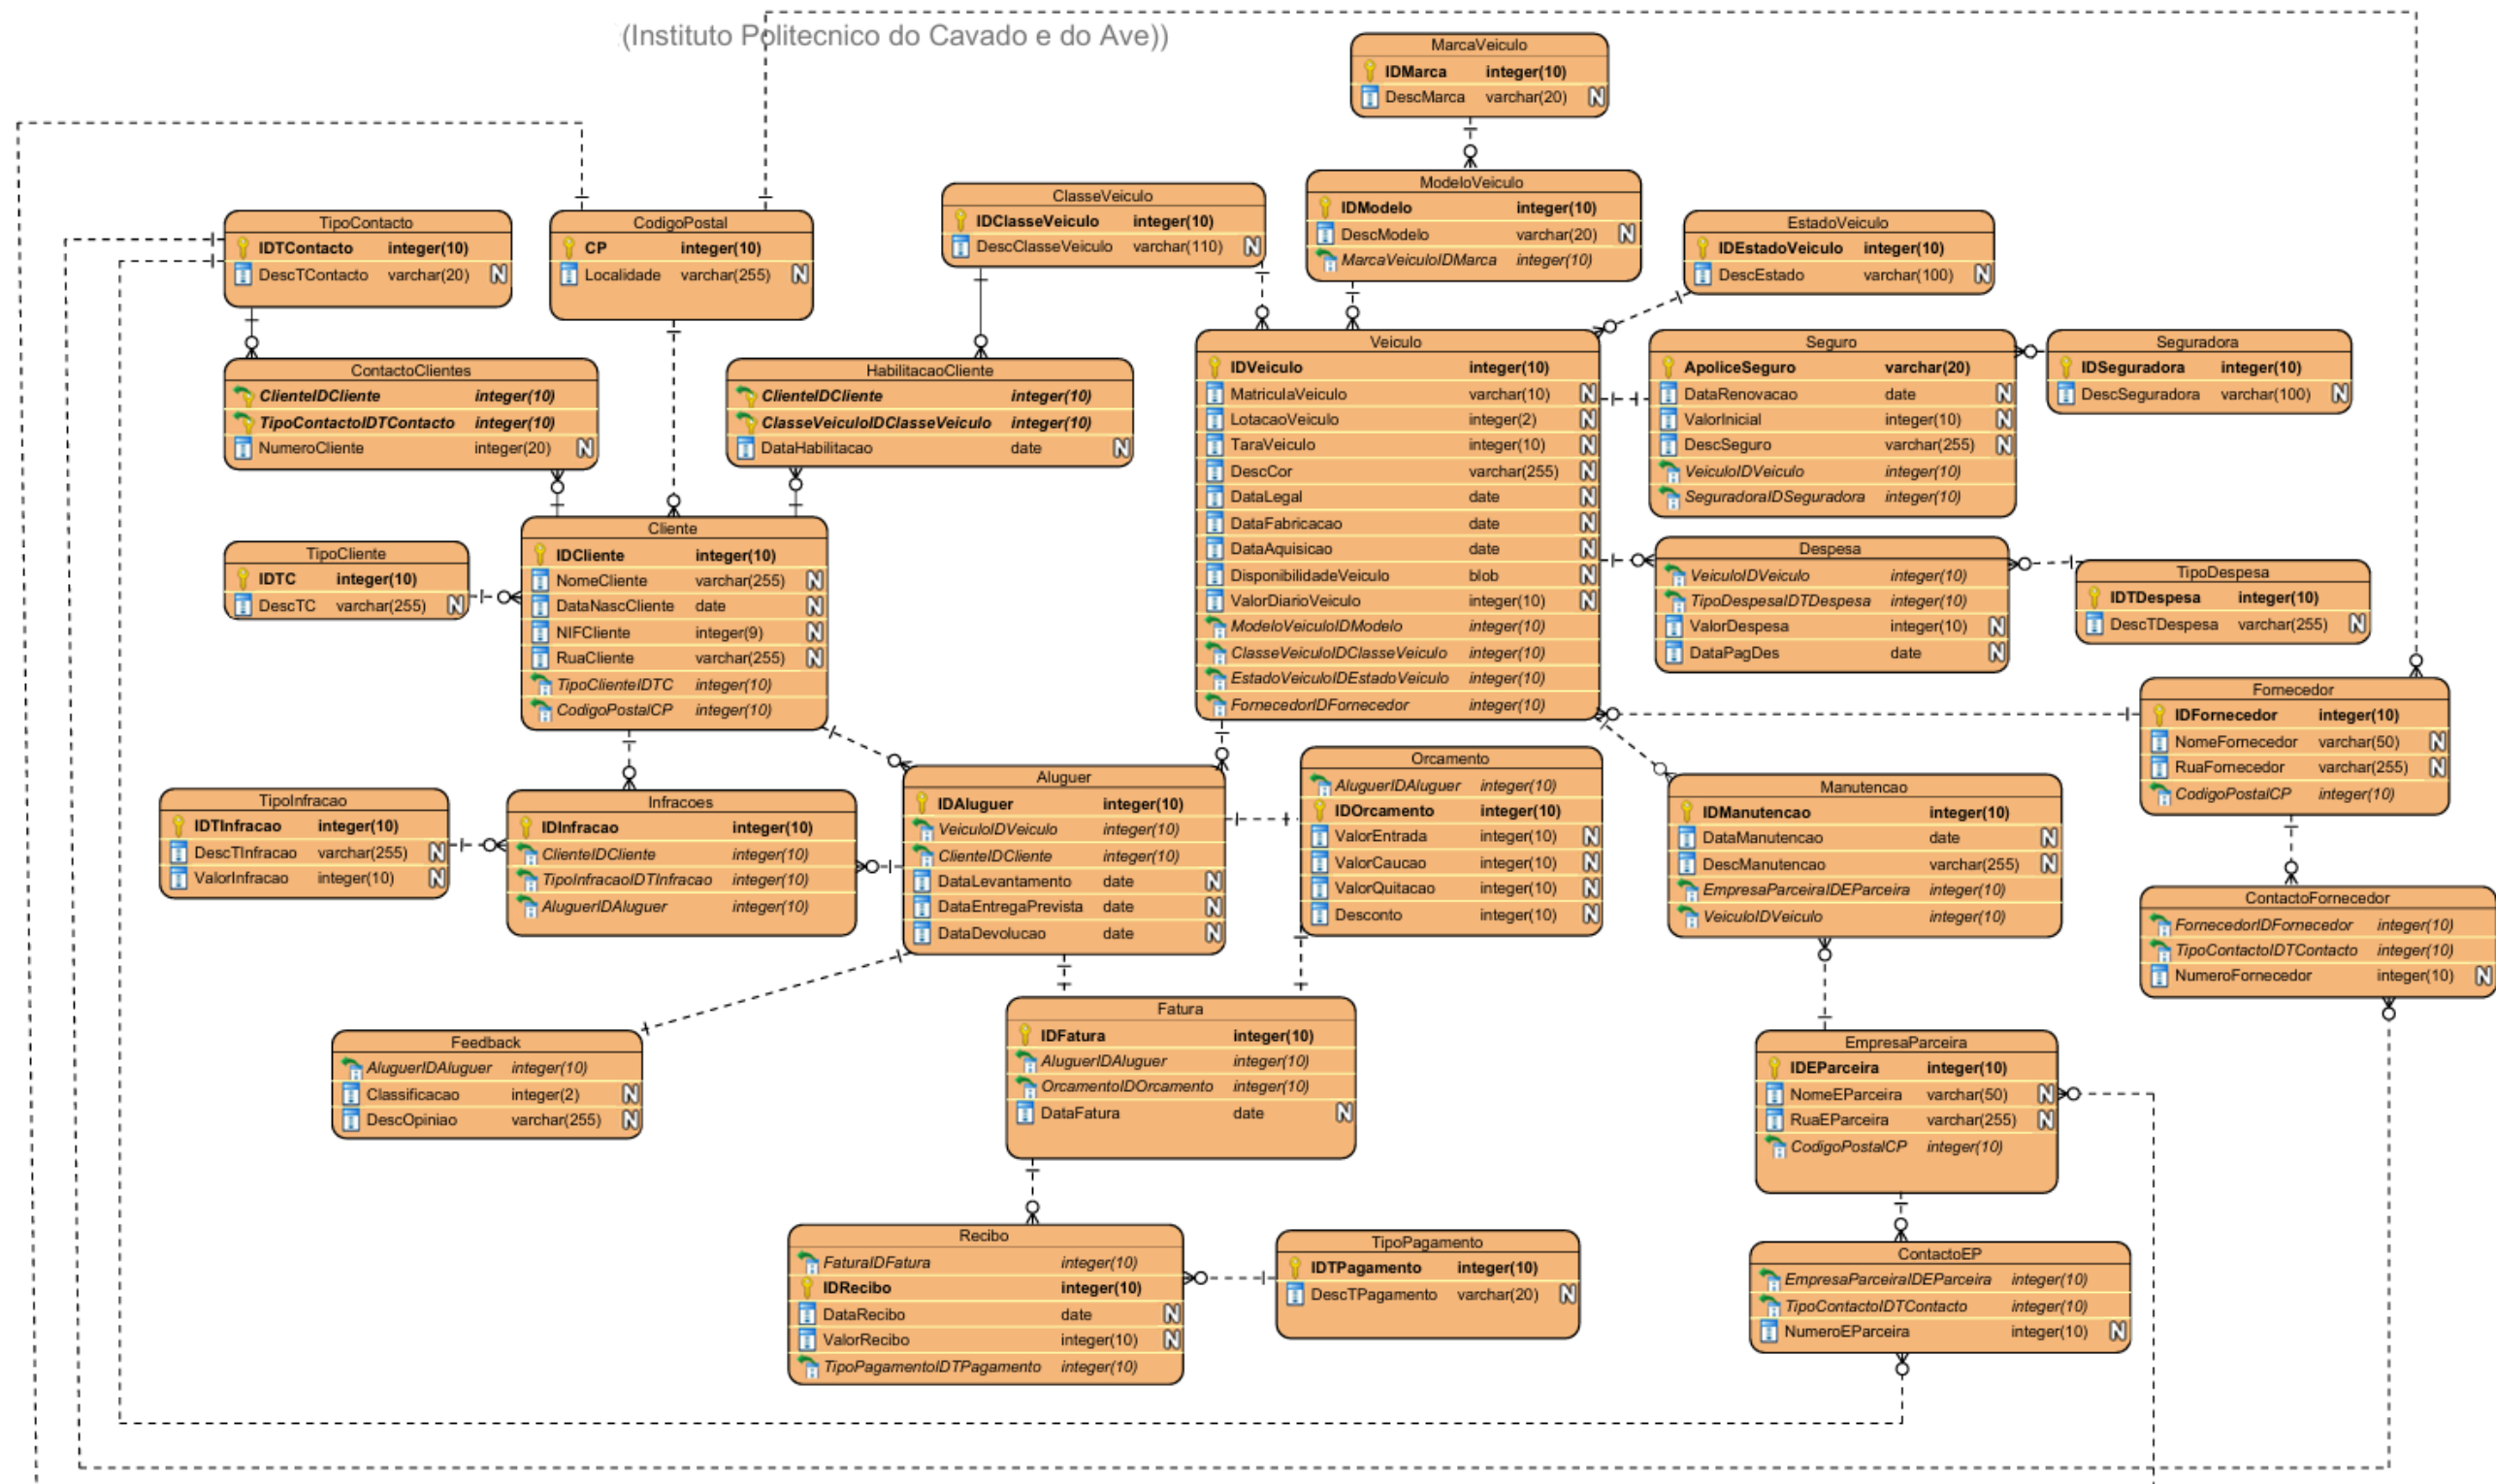 (Instituto Politecnico do Cavado e do Ave))
MarcaVeiculo
IDMarca integer(10)
DescMarca varchar(20) N
ModeloVeiculo
IDModelo integer(10)
DescModelo varchar(20) N
MarcaVeiculoIDMarca integer(10)
ClasseVeiculo
IDClasseVeiculo integer(10)
DescClasseVeiculo varchar(110) N
EstadoVeiculo
IDEstadoVeiculo integer(10)
DescEstado varchar(100) N
TipoContacto
IDTContacto integer(10)
DescTContacto varchar(20) N
CodigoPostal
CP integer(10)
Localidade varchar(255) N
ContactoClientes
ClienteIDCliente integer(10)
TipoContactoIDTContacto integer(10)
NumeroCliente integer(20) N
HabilitacaoCliente
ClienteIDCliente integer(10)
ClasseVeiculoIDClasseVeiculo integer(10)
DataHabilitacao date N
Veiculo
IDVeiculo integer(10)
MatriculaVeiculo varchar(10) N
LotacaoVeiculo integer(2) N
TaraVeiculo integer(10) N
DescCor varchar(255) N
DataLegal date N
DataFabricacao date N
DataAquisicao date N
DisponibilidadeVeiculo blob N
ValorDiarioVeiculo integer(10) N
ModeloVeiculoIDModelo integer(10)
ClasseVeiculoIDClasseVeiculo integer(10)
EstadoVeiculoIDEstadoVeiculo integer(10)
FornecedorIDFornecedor integer(10)
Seguro
ApoliceSeguro varchar(20)
DataRenovacao date N
ValorInicial integer(10) N
DescSeguro varchar(255) N
VeiculoIDVeiculo integer(10)
SeguradoraIDSeguradora integer(10)
Seguradora
IDSeguradora integer(10)
DescSeguradora varchar(100) N
TipoCliente
IDTC integer(10)
DescTC varchar(255) N
Cliente
IDCliente integer(10)
NomeCliente varchar(255) N
DataNascCliente date N
NIFCliente integer(9) N
RuaCliente varchar(255) N
TipoClienteIDTC integer(10)
CodigoPostalCP integer(10)
Despesa
VeiculoIDVeiculo integer(10)
TipoDespesaIDTDespesa integer(10)
ValorDespesa integer(10) N
DataPagDes date N
TipoDespesa
IDTDespesa integer(10)
DescTDespesa varchar(255) N
Fornecedor
IDFornecedor integer(10)
NomeFornecedor varchar(50) N
RuaFornecedor varchar(255) N
CodigoPostalCP integer(10)
TipoInfracao
IDTInfracao integer(10)
DescTInfracao varchar(255) N
ValorInfracao integer(10) N
Infracoes
IDInfracao integer(10)
ClienteIDCliente integer(10)
TipoInfracaoIDTInfracao integer(10)
AluguerIDAluguer integer(10)
Aluguer
IDAluguer integer(10)
VeiculoIDVeiculo integer(10)
ClienteIDCliente integer(10)
DataLevantamento date N
DataEntregaPrevista date N
DataDevolucao date N
Orcamento
AluguerIDAluguer integer(10)
IDOrcamento integer(10)
ValorEntrada integer(10) N
ValorCaucao integer(10) N
ValorQuitacao integer(10) N
Desconto integer(10) N
Manutencao
IDManutencao integer(10)
DataManutencao date N
DescManutencao varchar(255) N
EmpresaParceiraIDEParceira integer(10)
VeiculoIDVeiculo integer(10)
ContactoFornecedor
FornecedorIDFornecedor integer(10)
TipoContactoIDTContacto integer(10)
NumeroFornecedor integer(10) N
Feedback
AluguerIDAluguer integer(10)
Classificacao integer(2) N
DescOpiniao varchar(255) N
Fatura
IDFatura integer(10)
AluguerIDAluguer integer(10)
OrcamentoIDOrcamento integer(10)
DataFatura date N
EmpresaParceira
IDEParceira integer(10)
NomeEParceira varchar(50) N
RuaEParceira varchar(255) N
CodigoPostalCP integer(10)
Recibo
FaturaIDFatura integer(10)
IDRecibo integer(10)
DataRecibo date N
ValorRecibo integer(10) N
TipoPagamentoIDTPagamento integer(10)
TipoPagamento
IDTPagamento integer(10)
DescTPagamento varchar(20) N
ContactoEP
EmpresaParceiraIDEParceira integer(10)
TipoContactoIDTContacto integer(10)
NumeroEParceira integer(10) N